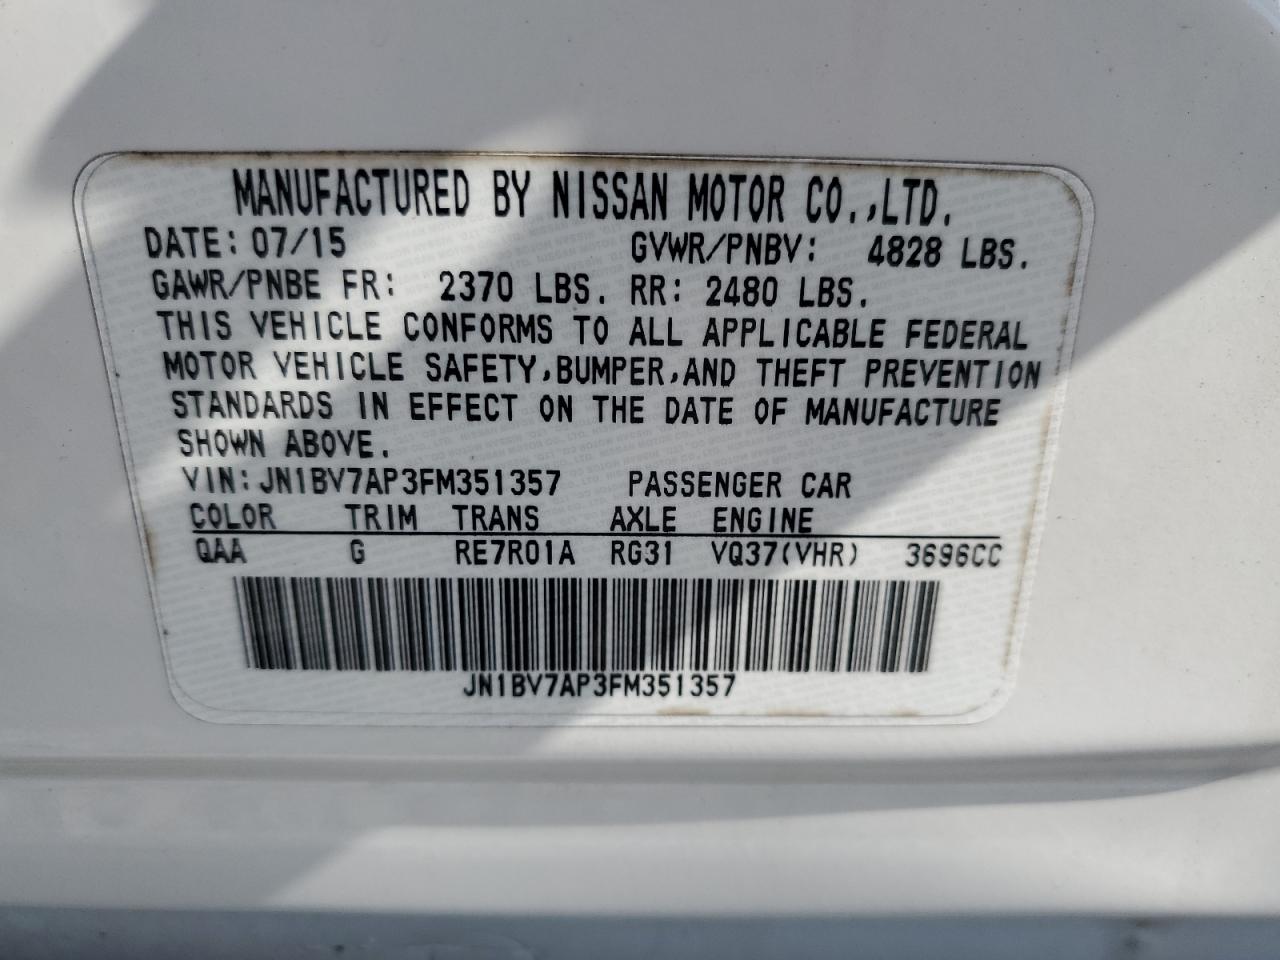 MANUFACTURED BY NISSAN MOTOR CO.,LTD.
DATE: 07/15 GVWR/PNBV: 4828 LBS.
GAWR/PNBE FR: 2370 LBS. RR: 2480 LBS.
THIS VEHICLE CONFORMS TO ALL APPLICABLE FEDERAL
MOTOR VEHICLE SAFETY,BUMPER,AND THEFT PREVENTION
STANDARDS IN EFFECT ON THE DATE OF MANUFACTURE
SHOWN ABOVE.
VIN:JN1BV7AP3FM351357 PASSENGER CAR
COLOR TRIM TRANS AXLE ENGINE
QAA G RE7R01A RG31 VQ37(VHR) 3696CC
JN1BV7AP3FM351357